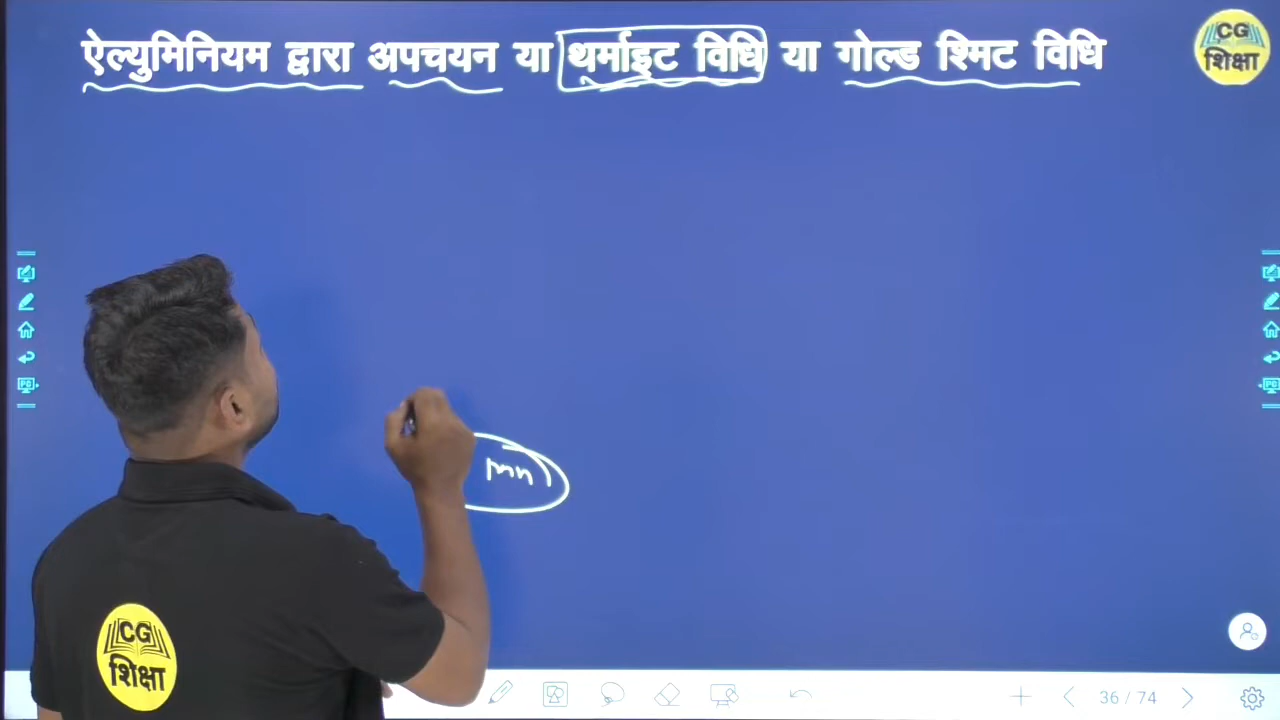 ऐल्युमिनियम द्वारा अपचयन या थर्माइट विधि या गोल्ड श्मिट विधि
CG
शिक्षा
mn
CG
शिक्षा
36 / 74